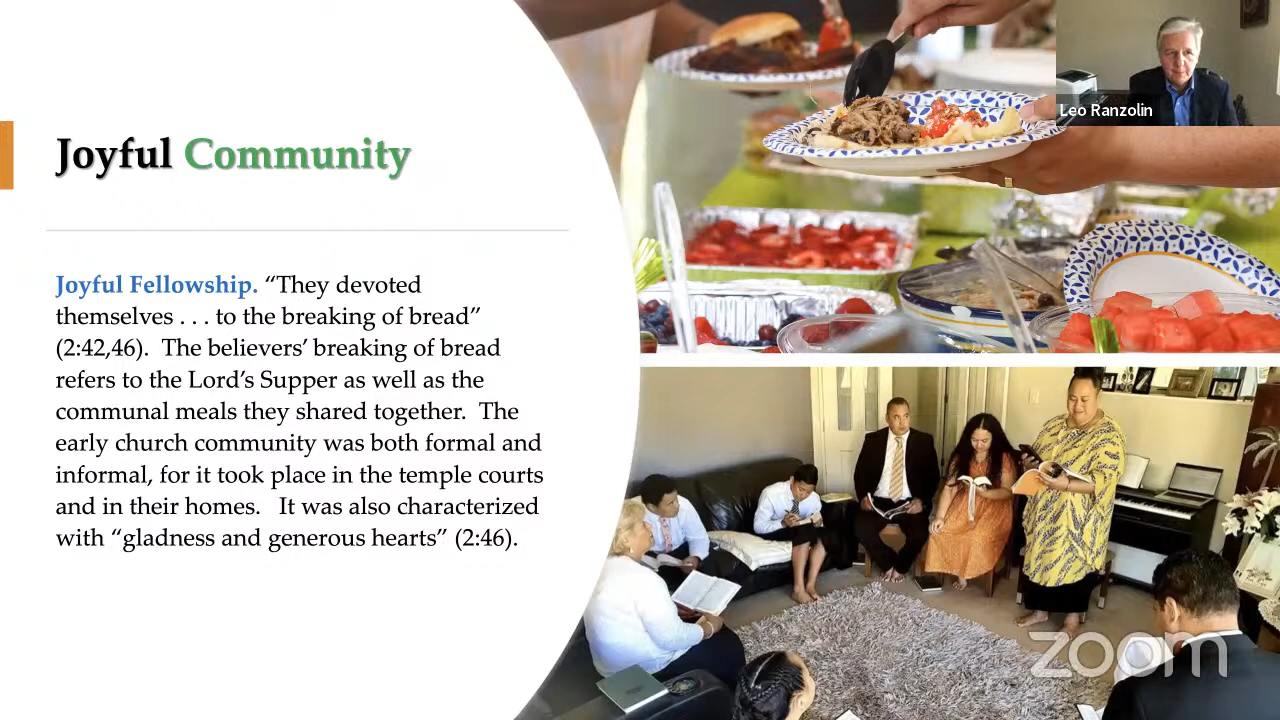 Leo Ranzolin
Joyful Community
Joyful Fellowship. “They devoted
themselves . . . to the breaking of bread”
(2:42,46).  The believers’ breaking of bread
refers to the Lord’s Supper as well as the
communal meals they shared together.  The
early church community was both formal and
informal, for it took place in the temple courts
and in their homes.   It was also characterized
with “gladness and generous hearts” (2:46).
zoom